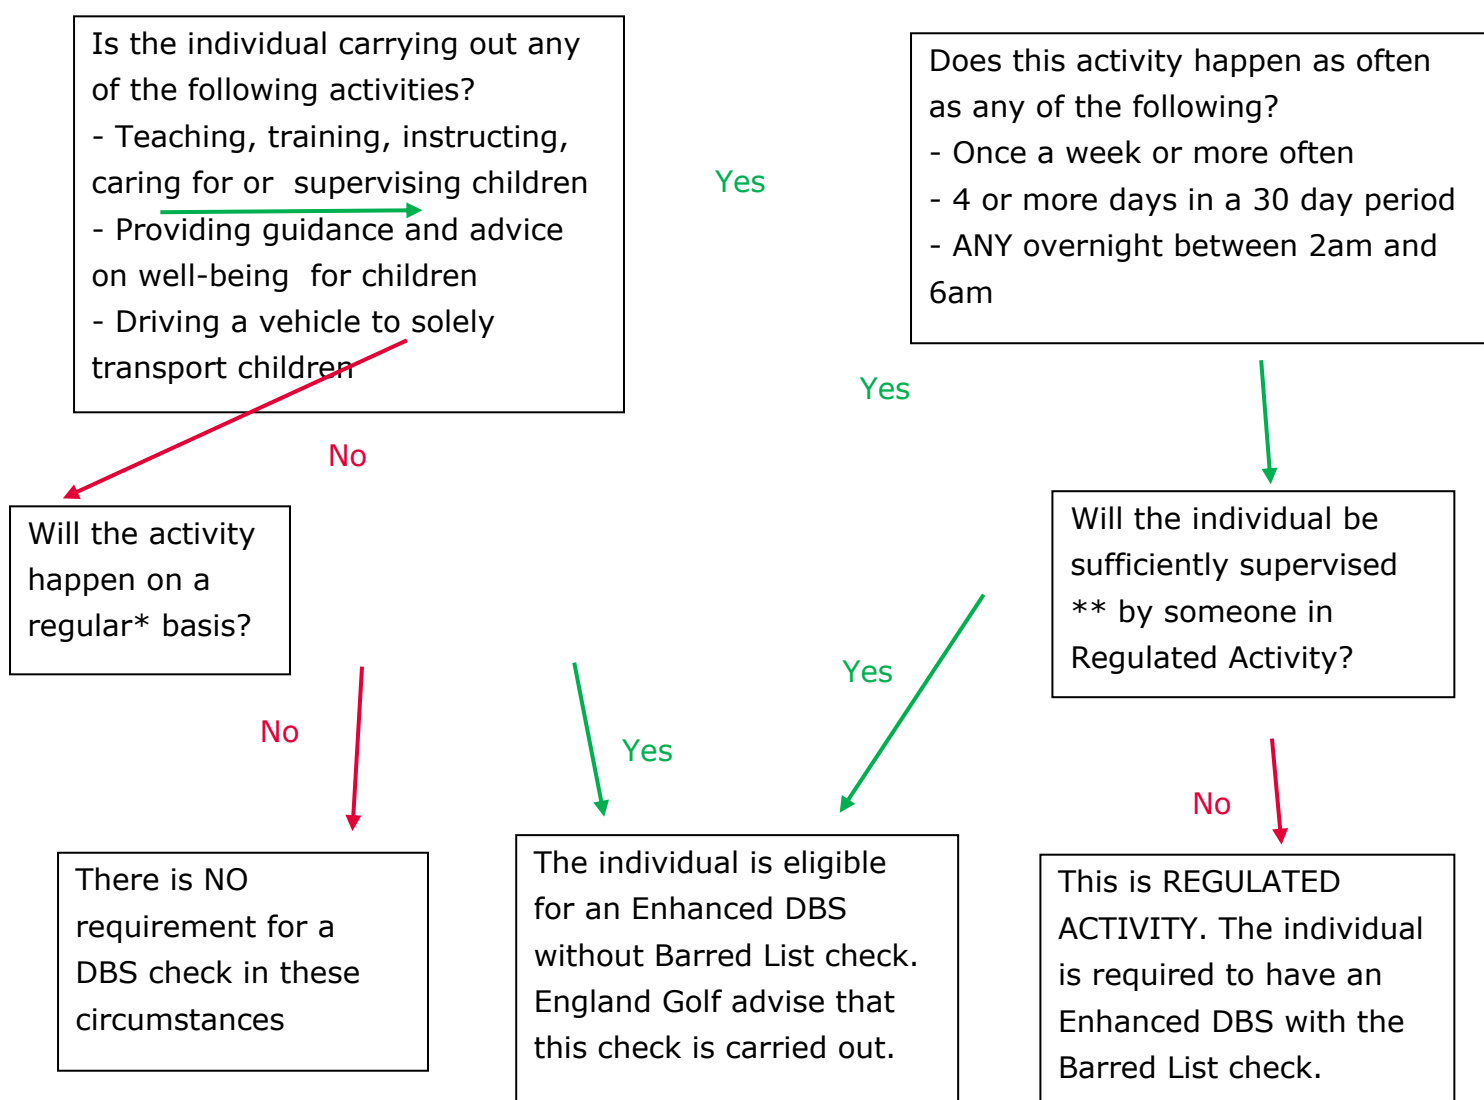 Is the individual carrying out any
of the following activities?
- Teaching, training, instructing,
caring for or  supervising children
- Providing guidance and advice
on well-being  for children
- Driving a vehicle to solely
transport children
Yes
Does this activity happen as often
as any of the following?
- Once a week or more often
- 4 or more days in a 30 day period
- ANY overnight between 2am and
6am
Yes
No
Will the activity
happen on a
regular* basis?
Will the individual be
sufficiently supervised
** by someone in
Regulated Activity?
Yes
No
Yes
No
There is NO
requirement for a
DBS check in these
circumstances
The individual is eligible
for an Enhanced DBS
without Barred List check.
England Golf advise that
this check is carried out.
This is REGULATED
ACTIVITY. The individual
is required to have an
Enhanced DBS with the
Barred List check.